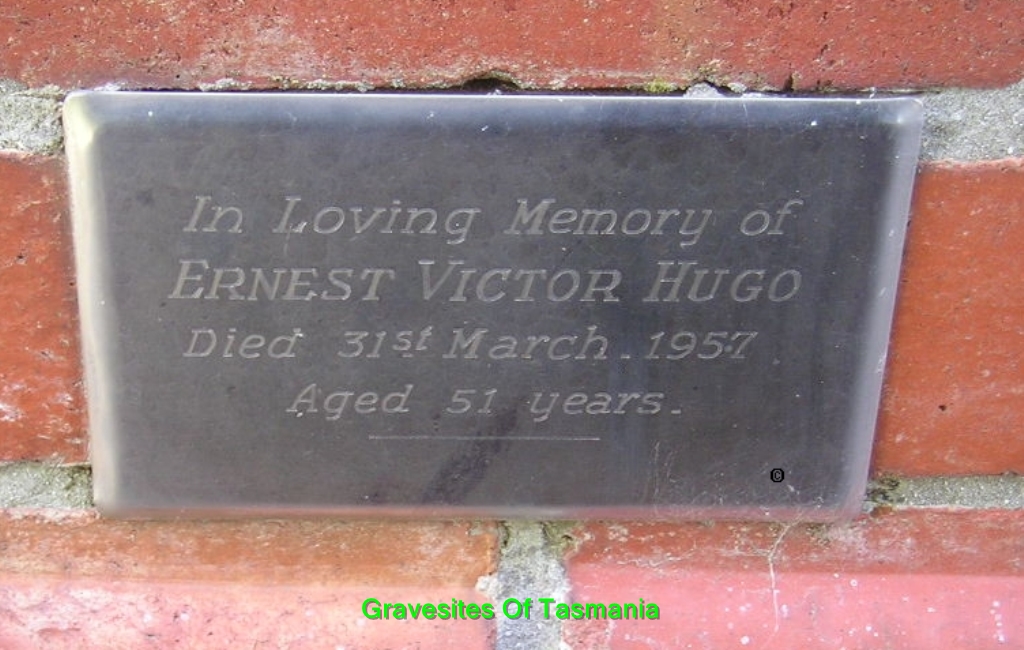 In Loving Memory of
ERNEST VICTOR HUGO
Died 31st March. 1957
Aged 51 years.
©
Gravesites Of Tasmania